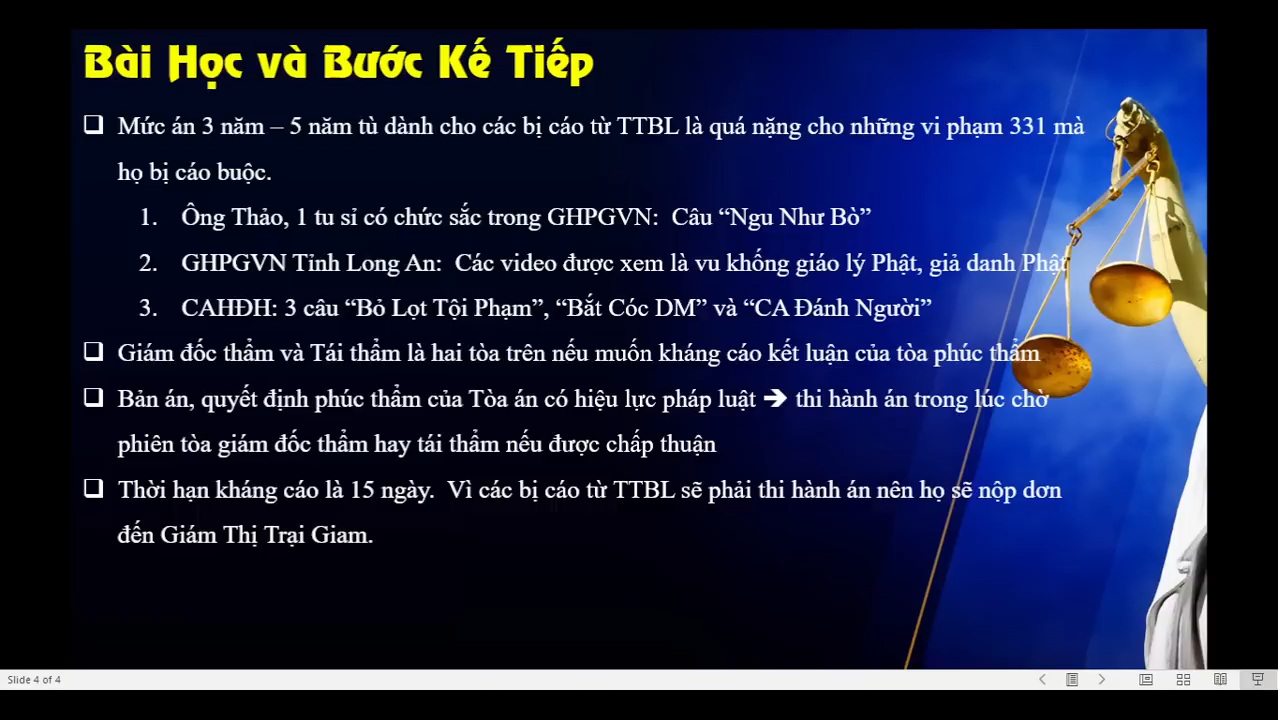 Bài Học và Bước Kế Tiếp
❑ Mức án 3 năm – 5 năm tù dành cho các bị cáo từ TTBL là quá nặng cho những vi phạm 331 mà
họ bị cáo buộc.
1. Ông Thảo, 1 tu sỉ có chức sắc trong GHPGVN: Câu “Ngu Như Bò”
2. GHPGVN Tỉnh Long An: Các video được xem là vu khống giáo lý Phật, giả danh Phật
3. CAHĐH: 3 câu “Bỏ Lọt Tội Phạm”, “Bắt Cóc DM” và “CA Đánh Người”
❑ Giám đốc thẩm và Tái thẩm là hai tòa trên nếu muốn kháng cáo kết luận của tòa phúc thẩm
❑ Bản án, quyết định phúc thẩm của Tòa án có hiệu lực pháp luật ➔ thi hành án trong lúc chờ
phiên tòa giám đốc thẩm hay tái thẩm nếu được chấp thuận
❑ Thời hạn kháng cáo là 15 ngày. Vì các bị cáo từ TTBL sẽ phải thi hành án nên họ sẽ nộp dơn
đến Giám Thị Trại Giam.
Slide 4 of 4